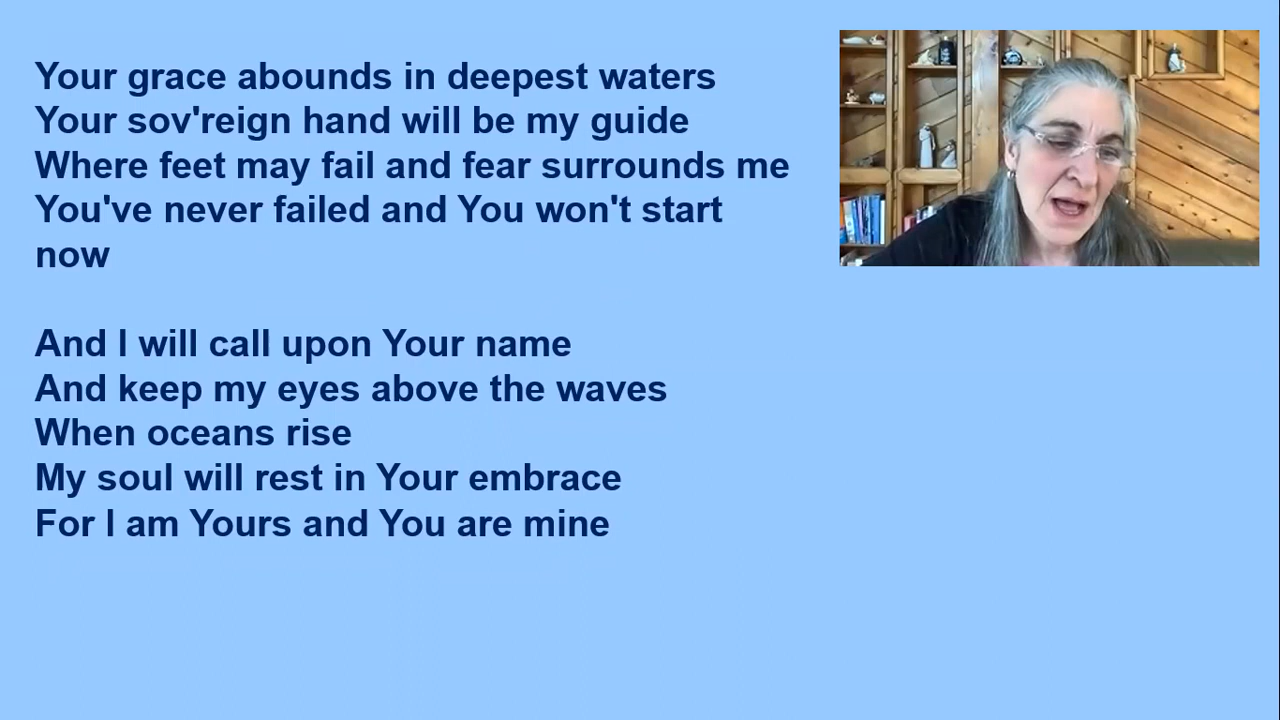 Your grace abounds in deepest waters
Your sov'reign hand will be my guide
Where feet may fail and fear surrounds me
You've never failed and You won't start
now
And I will call upon Your name
And keep my eyes above the waves
When oceans rise
My soul will rest in Your embrace
For I am Yours and You are mine